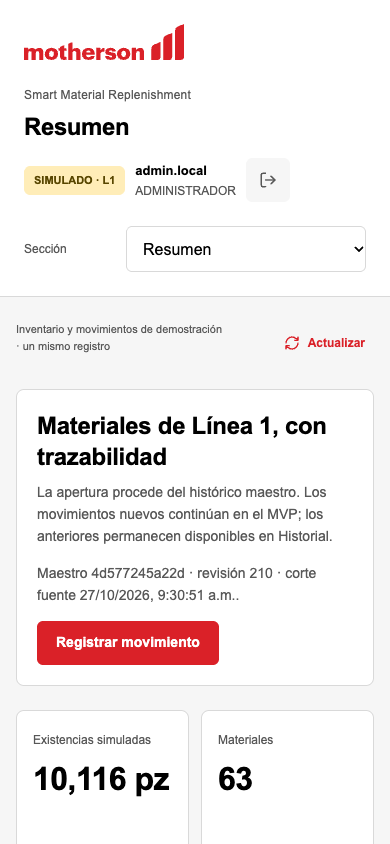 motherson
Smart Material Replenishment
Resumen
SIMULADO · L1
admin.local
ADMINISTRADOR
Sección
Resumen
Inventario y movimientos de demostración
· un mismo registro
Actualizar
Materiales de Línea 1, con
trazabilidad
La apertura procede del histórico maestro. Los
movimientos nuevos continúan en el MVP; los
anteriores permanecen disponibles en Historial.
Maestro 4d577245a22d · revisión 210 · corte
fuente 27/10/2026, 9:30:51 a.m..
Registrar movimiento
Existencias simuladas
10,116 pz
Materiales
63